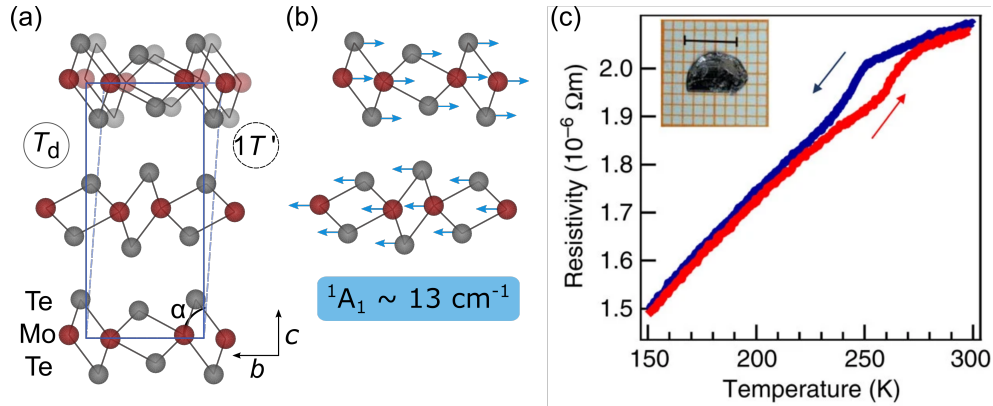 (a)
T_d
1T'
Te
Mo
Te
α
c
b
(b)
¹A₁ ~ 13 cm⁻¹
(c)
Resistivity (10⁻⁶ Ωm)
2.0
1.9
1.8
1.7
1.6
1.5
150
200
250
300
Temperature (K)